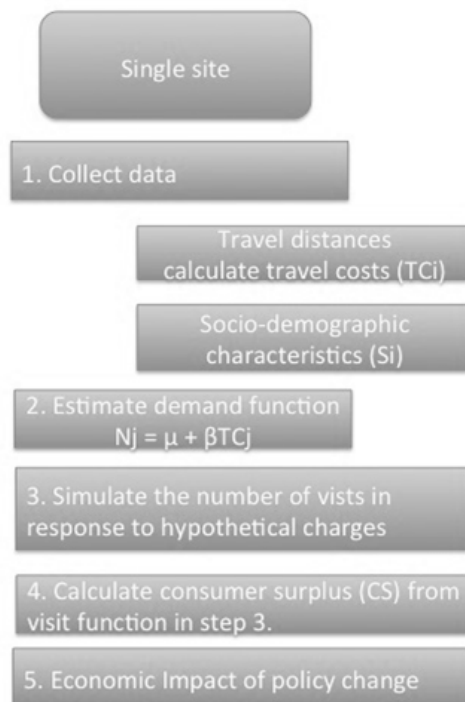 Single site
1. Collect data
Travel distances
calculate travel costs (TCi)
Socio-demographic
characteristics (Si)
2. Estimate demand function
Nj = μ + βTCj
3. Simulate the number of vists in
response to hypothetical charges
4. Calculate consumer surplus (CS) from
visit function in step 3.
5. Economic Impact of policy change